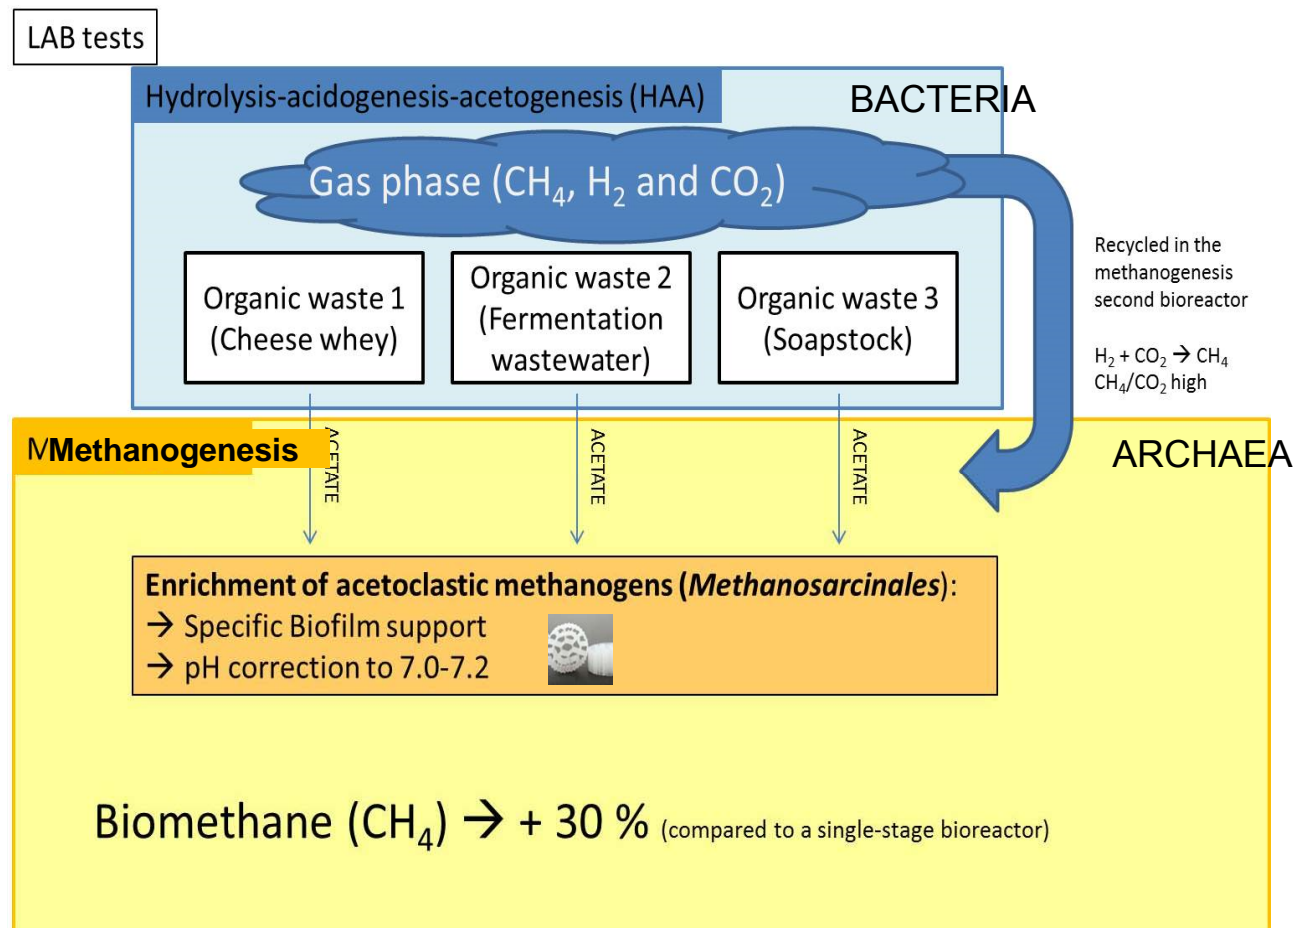 LAB tests
Hydrolysis-acidogenesis-acetogenesis (HAA)
BACTERIA
Gas phase (CH₄, H₂ and CO₂)
Organic waste 1
(Cheese whey)
Organic waste 2
(Fermentation
wastewater)
Organic waste 3
(Soapstock)
Recycled in the
methanogenesis
second bioreactor
H₂ + CO₂ → CH₄
CH₄/CO₂ high
M
Methanogenesis
ACETATE
ACETATE
ACETATE
ARCHAEA
Enrichment of acetoclastic methanogens (Methanosarcinales):
→ Specific Biofilm support
→ pH correction to 7.0-7.2
Biomethane (CH₄) → + 30 % (compared to a single-stage bioreactor)